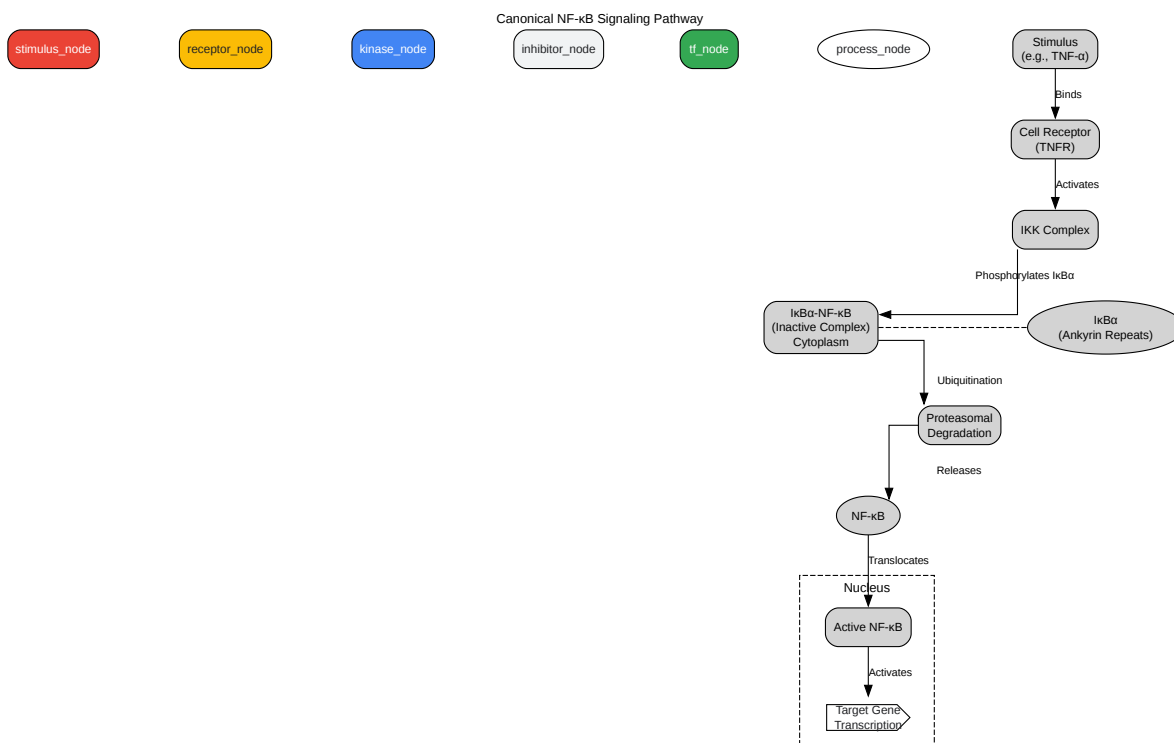 Canonical NF-κB Signaling Pathway
stimulus_node
receptor_node
kinase_node
inhibitor_node
tf_node
process_node
Stimulus
(e.g., TNF-α)
Binds
Cell Receptor
(TNFR)
Activates
IKK Complex
Phosphorylates IκBα
IκBα-NF-κB
(Inactive Complex)
Cytoplasm
IκBα
(Ankyrin Repeats)
Ubiquitination
Proteasomal
Degradation
Releases
NF-κB
Translocates
Nucleus
Active NF-κB
Activates
Target Gene
Transcription